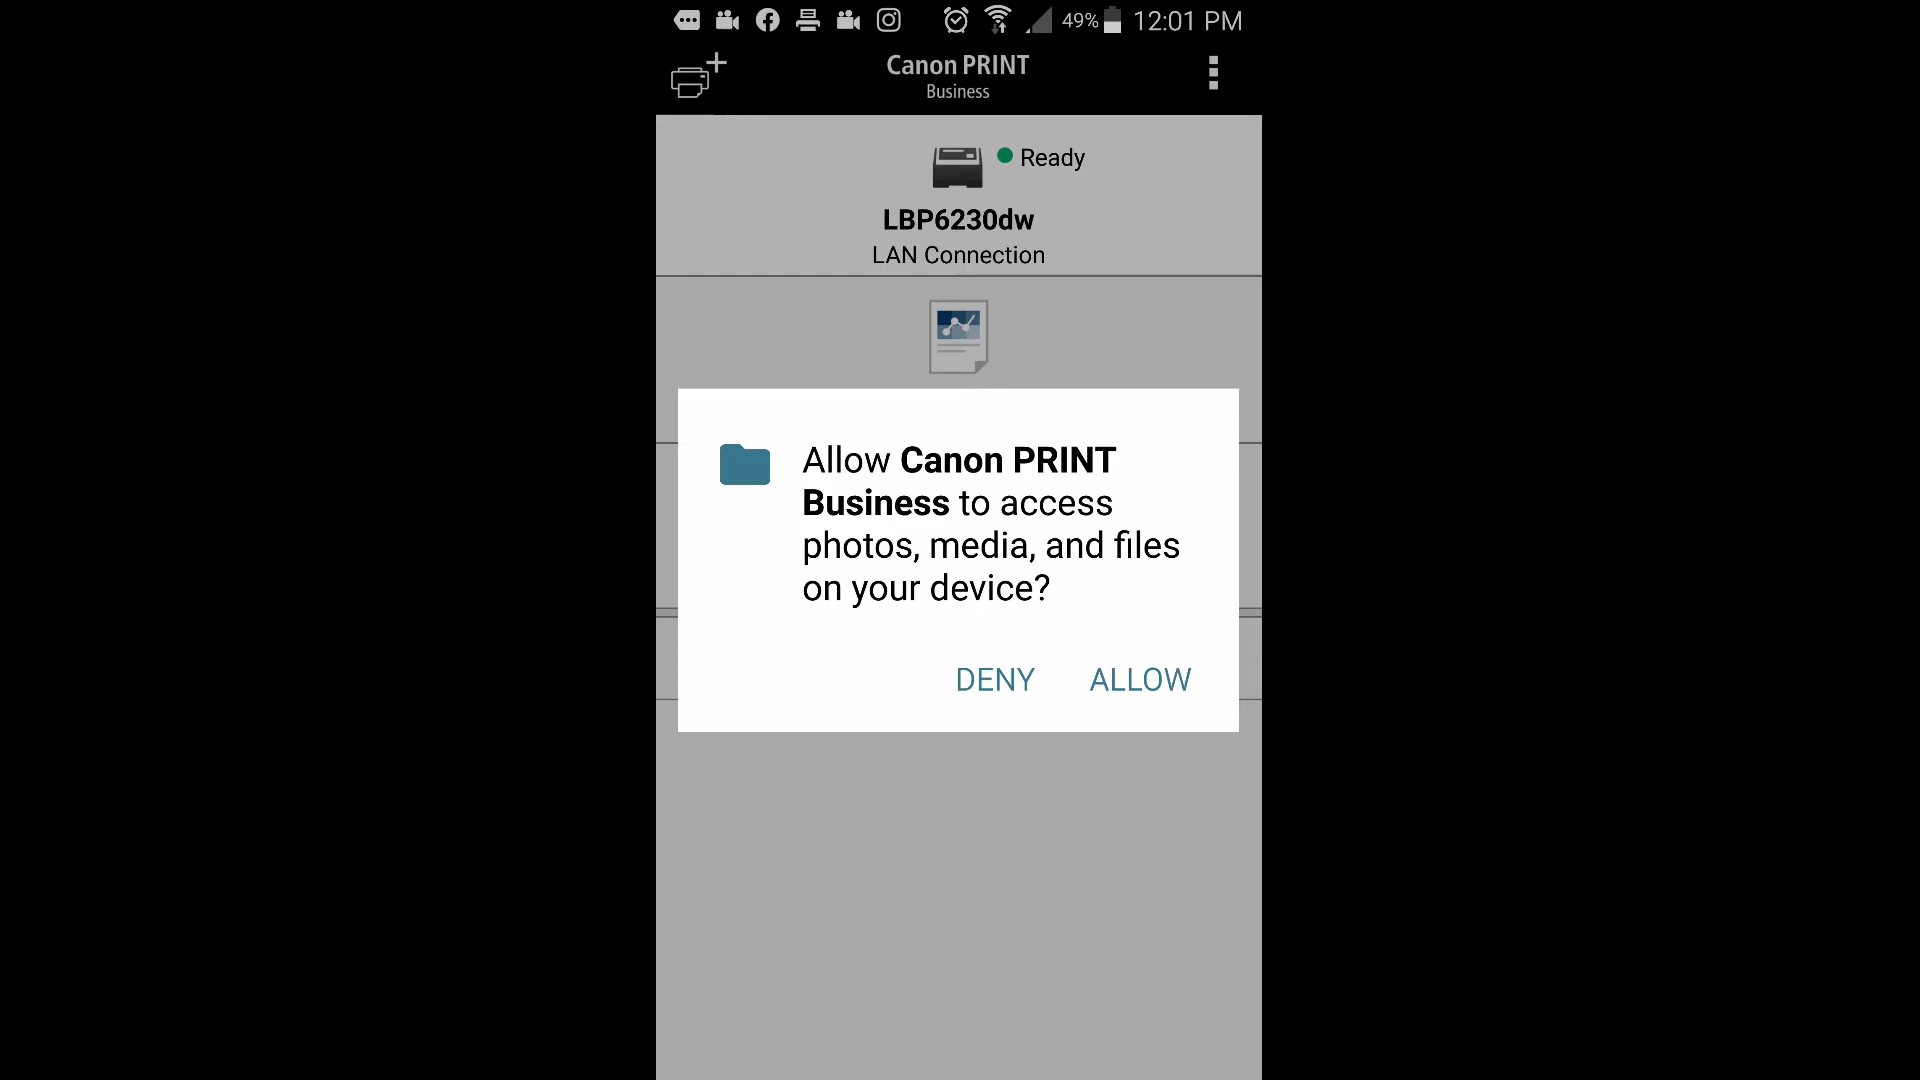 49% 12:01 PM
Canon PRINT
Business
Ready
LBP6230dw
LAN Connection
Allow Canon PRINT
Business to access
photos, media, and files
on your device?
DENY ALLOW